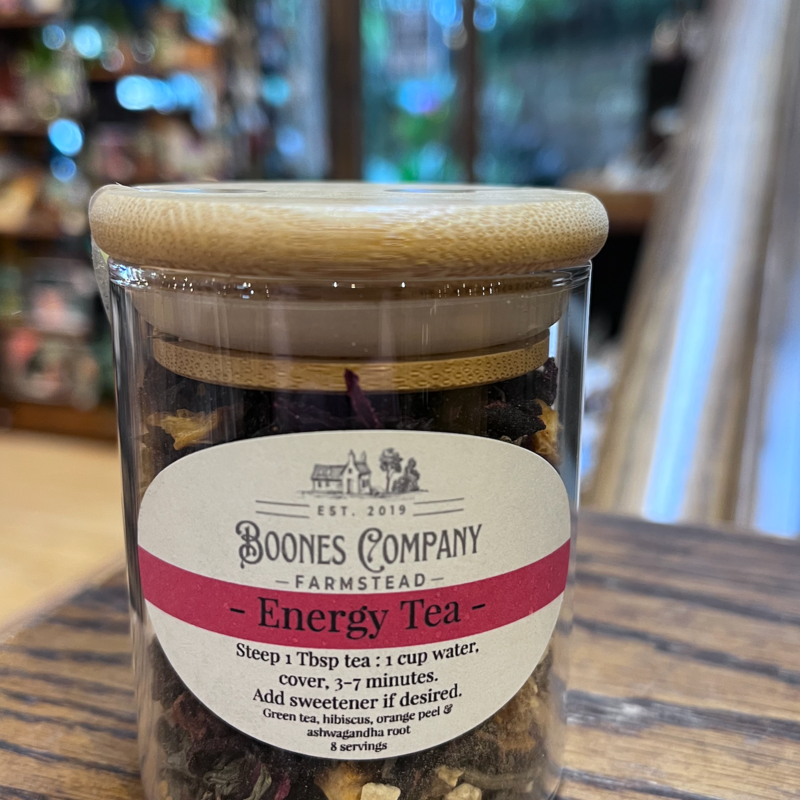 EST. 2019
BOONES COMPANY
–FARMSTEAD–
- Energy Tea -
Steep 1 Tbsp tea : 1 cup water,
cover, 3-7 minutes.
Add sweetener if desired.
Green tea, hibiscus, orange peel &
ashwagandha root
8 servings